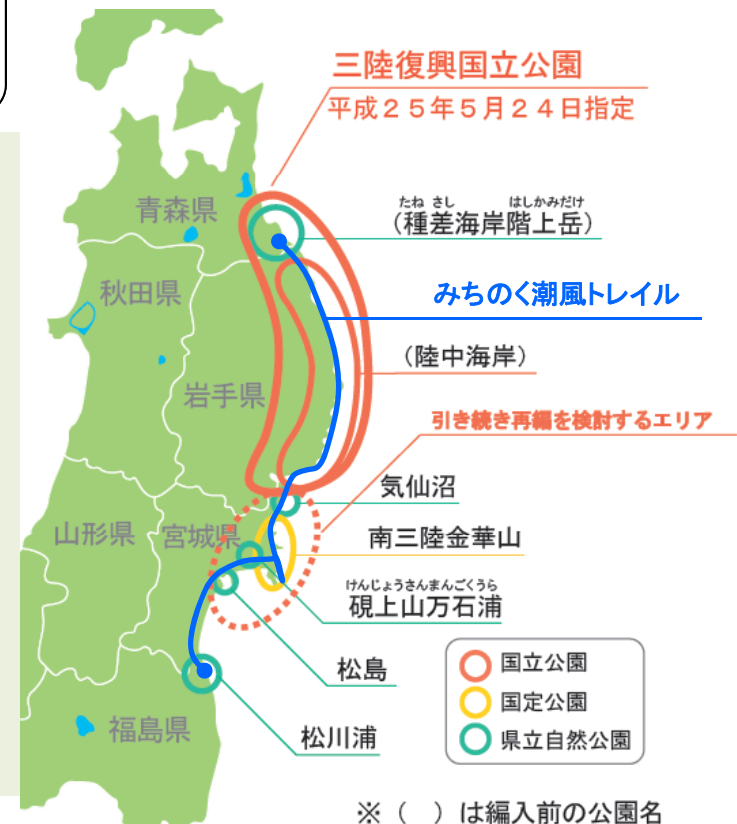 三陸復興国立公園
平成２５年５月２４日指定
青森県
たね さし はしかみだけ
（種差海岸階上岳）
秋田県
みちのく潮風トレイル
（陸中海岸）
岩手県
引き続き再編を検討するエリア
気仙沼
山形県
宮城県
南三陸金華山
けんじょうさんまんごくうら
硯上山万石浦
国立公園
松島
国定公園
福島県
松川浦
県立自然公園
※（　）は編入前の公園名